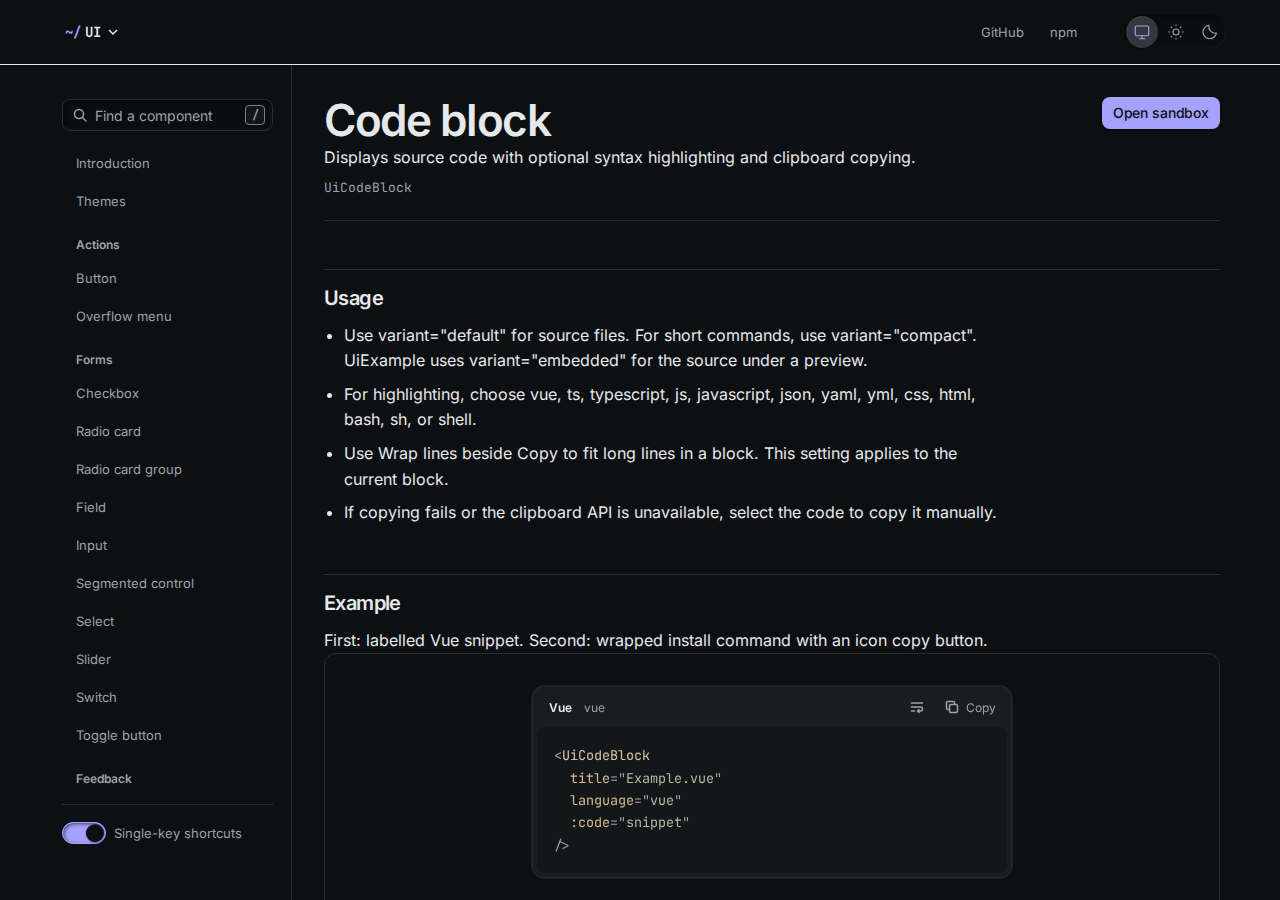 ~/ UI
GitHub
npm
Find a component
/
Introduction
Themes
Actions
Button
Overflow menu
Forms
Checkbox
Radio card
Radio card group
Field
Input
Segmented control
Select
Slider
Switch
Toggle button
Feedback
Single-key shortcuts
Code block
Open sandbox
Displays source code with optional syntax highlighting and clipboard copying.
UiCodeBlock
Usage
• Use variant="default" for source files. For short commands, use variant="compact".
UiExample uses variant="embedded" for the source under a preview.
• For highlighting, choose vue, ts, typescript, js, javascript, json, yaml, yml, css, html,
bash, sh, or shell.
• Use Wrap lines beside Copy to fit long lines in a block. This setting applies to the
current block.
• If copying fails or the clipboard API is unavailable, select the code to copy it manually.
Example
First: labelled Vue snippet. Second: wrapped install command with an icon copy button.
Vue vue
Copy
<UiCodeBlock
  title="Example.vue"
  language="vue"
  :code="snippet"
/>